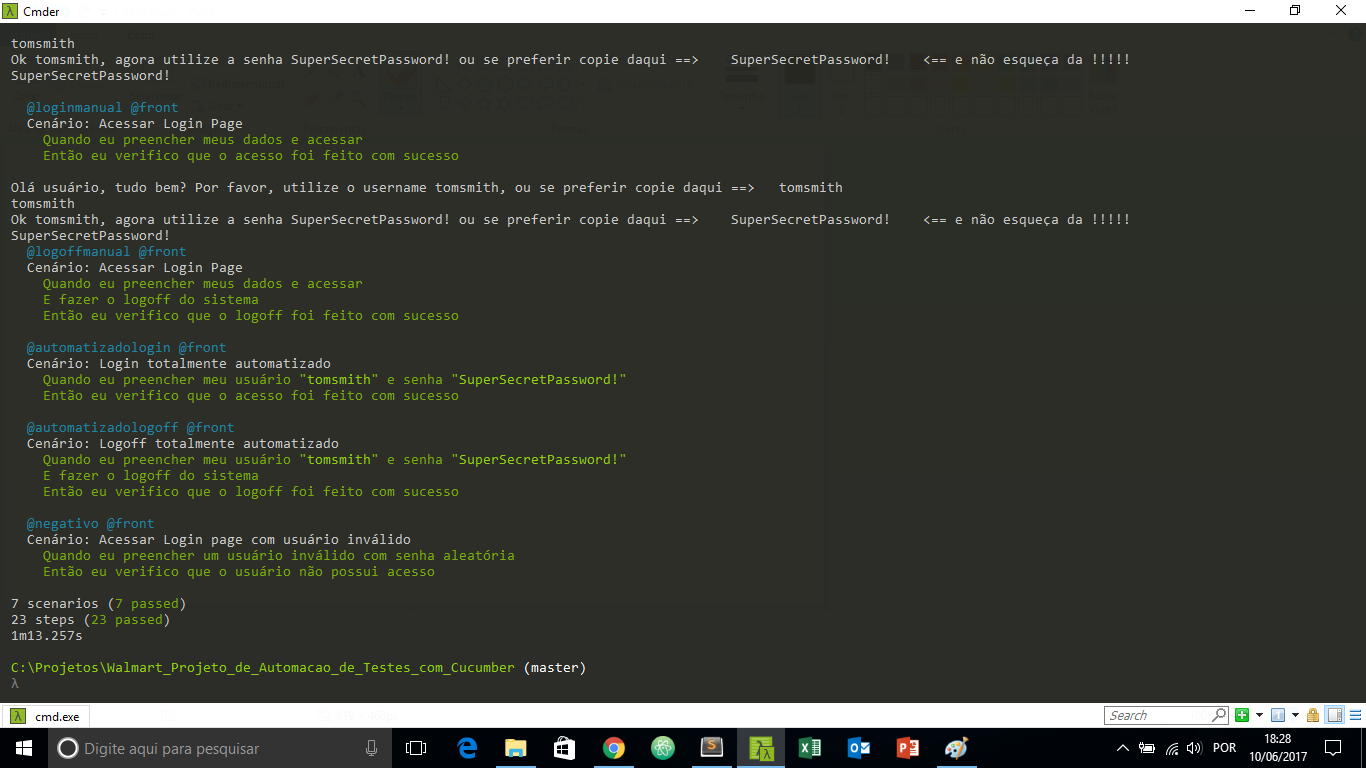 Cmder
tomsmith
Ok tomsmith, agora utilize a senha SuperSecretPassword! ou se preferir copie daqui ==>    SuperSecretPassword!    <== e não esqueça da !!!!!
SuperSecretPassword!
@loginmanual @front
Cenário: Acessar Login Page
Quando eu preencher meus dados e acessar
Então eu verifico que o acesso foi feito com sucesso
Olá usuário, tudo bem? Por favor, utilize o username tomsmith, ou se preferir copie daqui ==>   tomsmith
tomsmith
Ok tomsmith, agora utilize a senha SuperSecretPassword! ou se preferir copie daqui ==>    SuperSecretPassword!    <== e não esqueça da !!!!!
SuperSecretPassword!
@logoffmanual @front
Cenário: Acessar Login Page
Quando eu preencher meus dados e acessar
E fazer o logoff do sistema
Então eu verifico que o logoff foi feito com sucesso
@automatizadologin @front
Cenário: Login totalmente automatizado
Quando eu preencher meu usuário "tomsmith" e senha "SuperSecretPassword!"
Então eu verifico que o acesso foi feito com sucesso
@automatizadologoff @front
Cenário: Logoff totalmente automatizado
Quando eu preencher meu usuário "tomsmith" e senha "SuperSecretPassword!"
E fazer o logoff do sistema
Então eu verifico que o logoff foi feito com sucesso
@negativo @front
Cenário: Acessar Login page com usuário inválido
Quando eu preencher um usuário inválido com senha aleatória
Então eu verifico que o usuário não possui acesso
7 scenarios (7 passed)
23 steps (23 passed)
1m13.257s
C:\Projetos\Walmart_Projeto_de_Automacao_de_Testes_com_Cucumber (master)
λ
cmd.exe
Search
Digite aqui para pesquisar
POR
18:28
10/06/2017